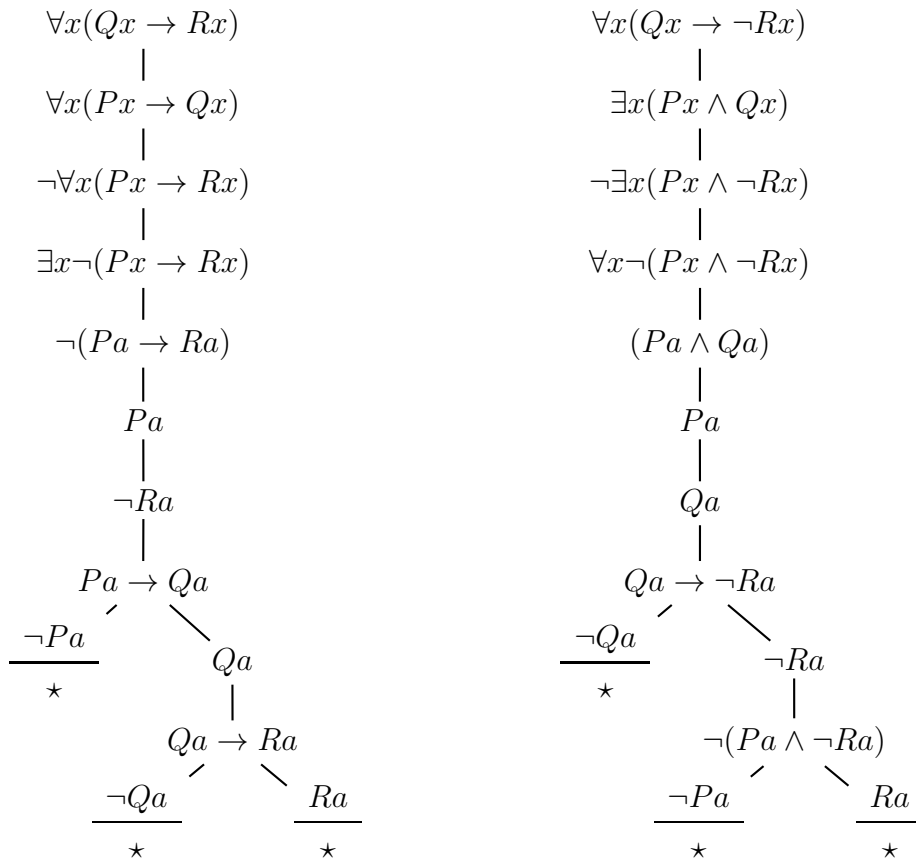 ∀x(Qx → Rx)
∀x(Px → Qx)
¬∀x(Px → Rx)
∃x¬(Px → Rx)
¬(Pa → Ra)
Pa
¬Ra
Pa → Qa
¬Pa
⋆
Qa
Qa → Ra
¬Qa
⋆
Ra
⋆
∀x(Qx → ¬Rx)
∃x(Px ∧ Qx)
¬∃x(Px ∧ ¬Rx)
∀x¬(Px ∧ ¬Rx)
(Pa ∧ Qa)
Pa
Qa
Qa → ¬Ra
¬Qa
⋆
¬Ra
¬(Pa ∧ ¬Ra)
¬Pa
⋆
Ra
⋆